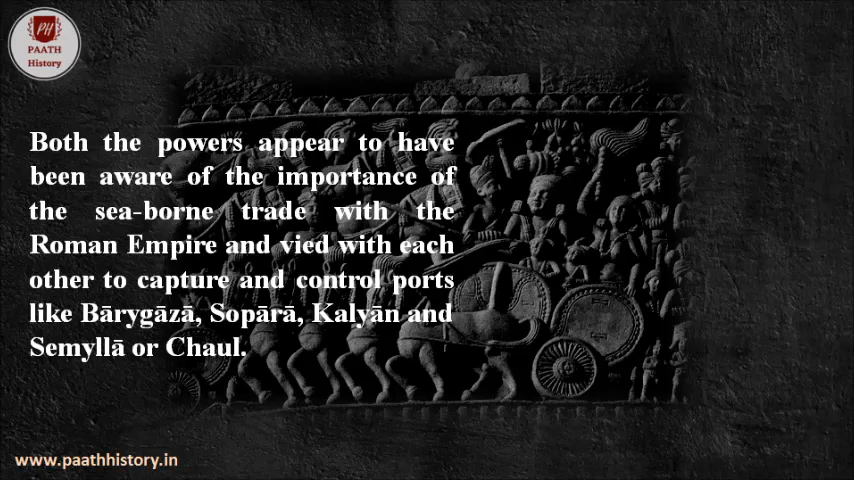 PH
PAATH
History
Both the powers appear to have
been aware of the importance of
the sea-borne trade with the
Roman Empire and vied with each
other to capture and control ports
like Bārygāzā, Sopārā, Kalyān and
Semyllā or Chaul.
www.paathhistory.in